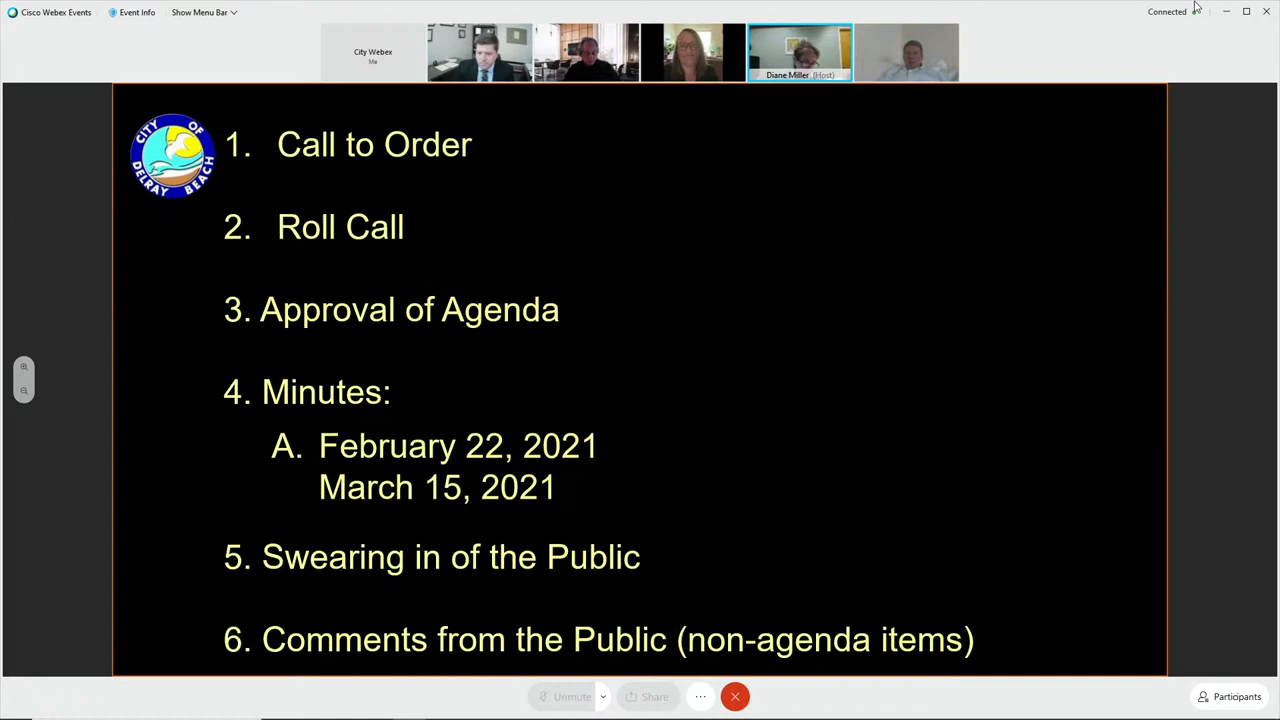 Cisco Webex Events
Event Info
Show Menu Bar
Connected
City Webex
Me
Diane Miller (Host)
CITY OF
DELRAY BEACH
1. Call to Order
2. Roll Call
3. Approval of Agenda
4. Minutes:
A. February 22, 2021
March 15, 2021
5. Swearing in of the Public
6. Comments from the Public (non-agenda items)
Unmute
Share
Participants